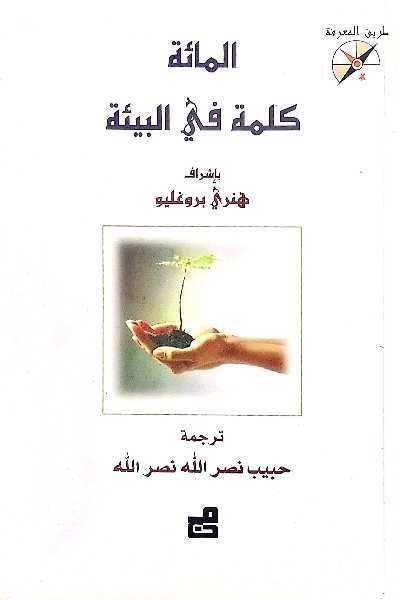 طريق المعرفة
المائة
كلمة في البيئة
بإشراف
هنري بروغليو
ترجمة
حبيب نصر الله نصر الله